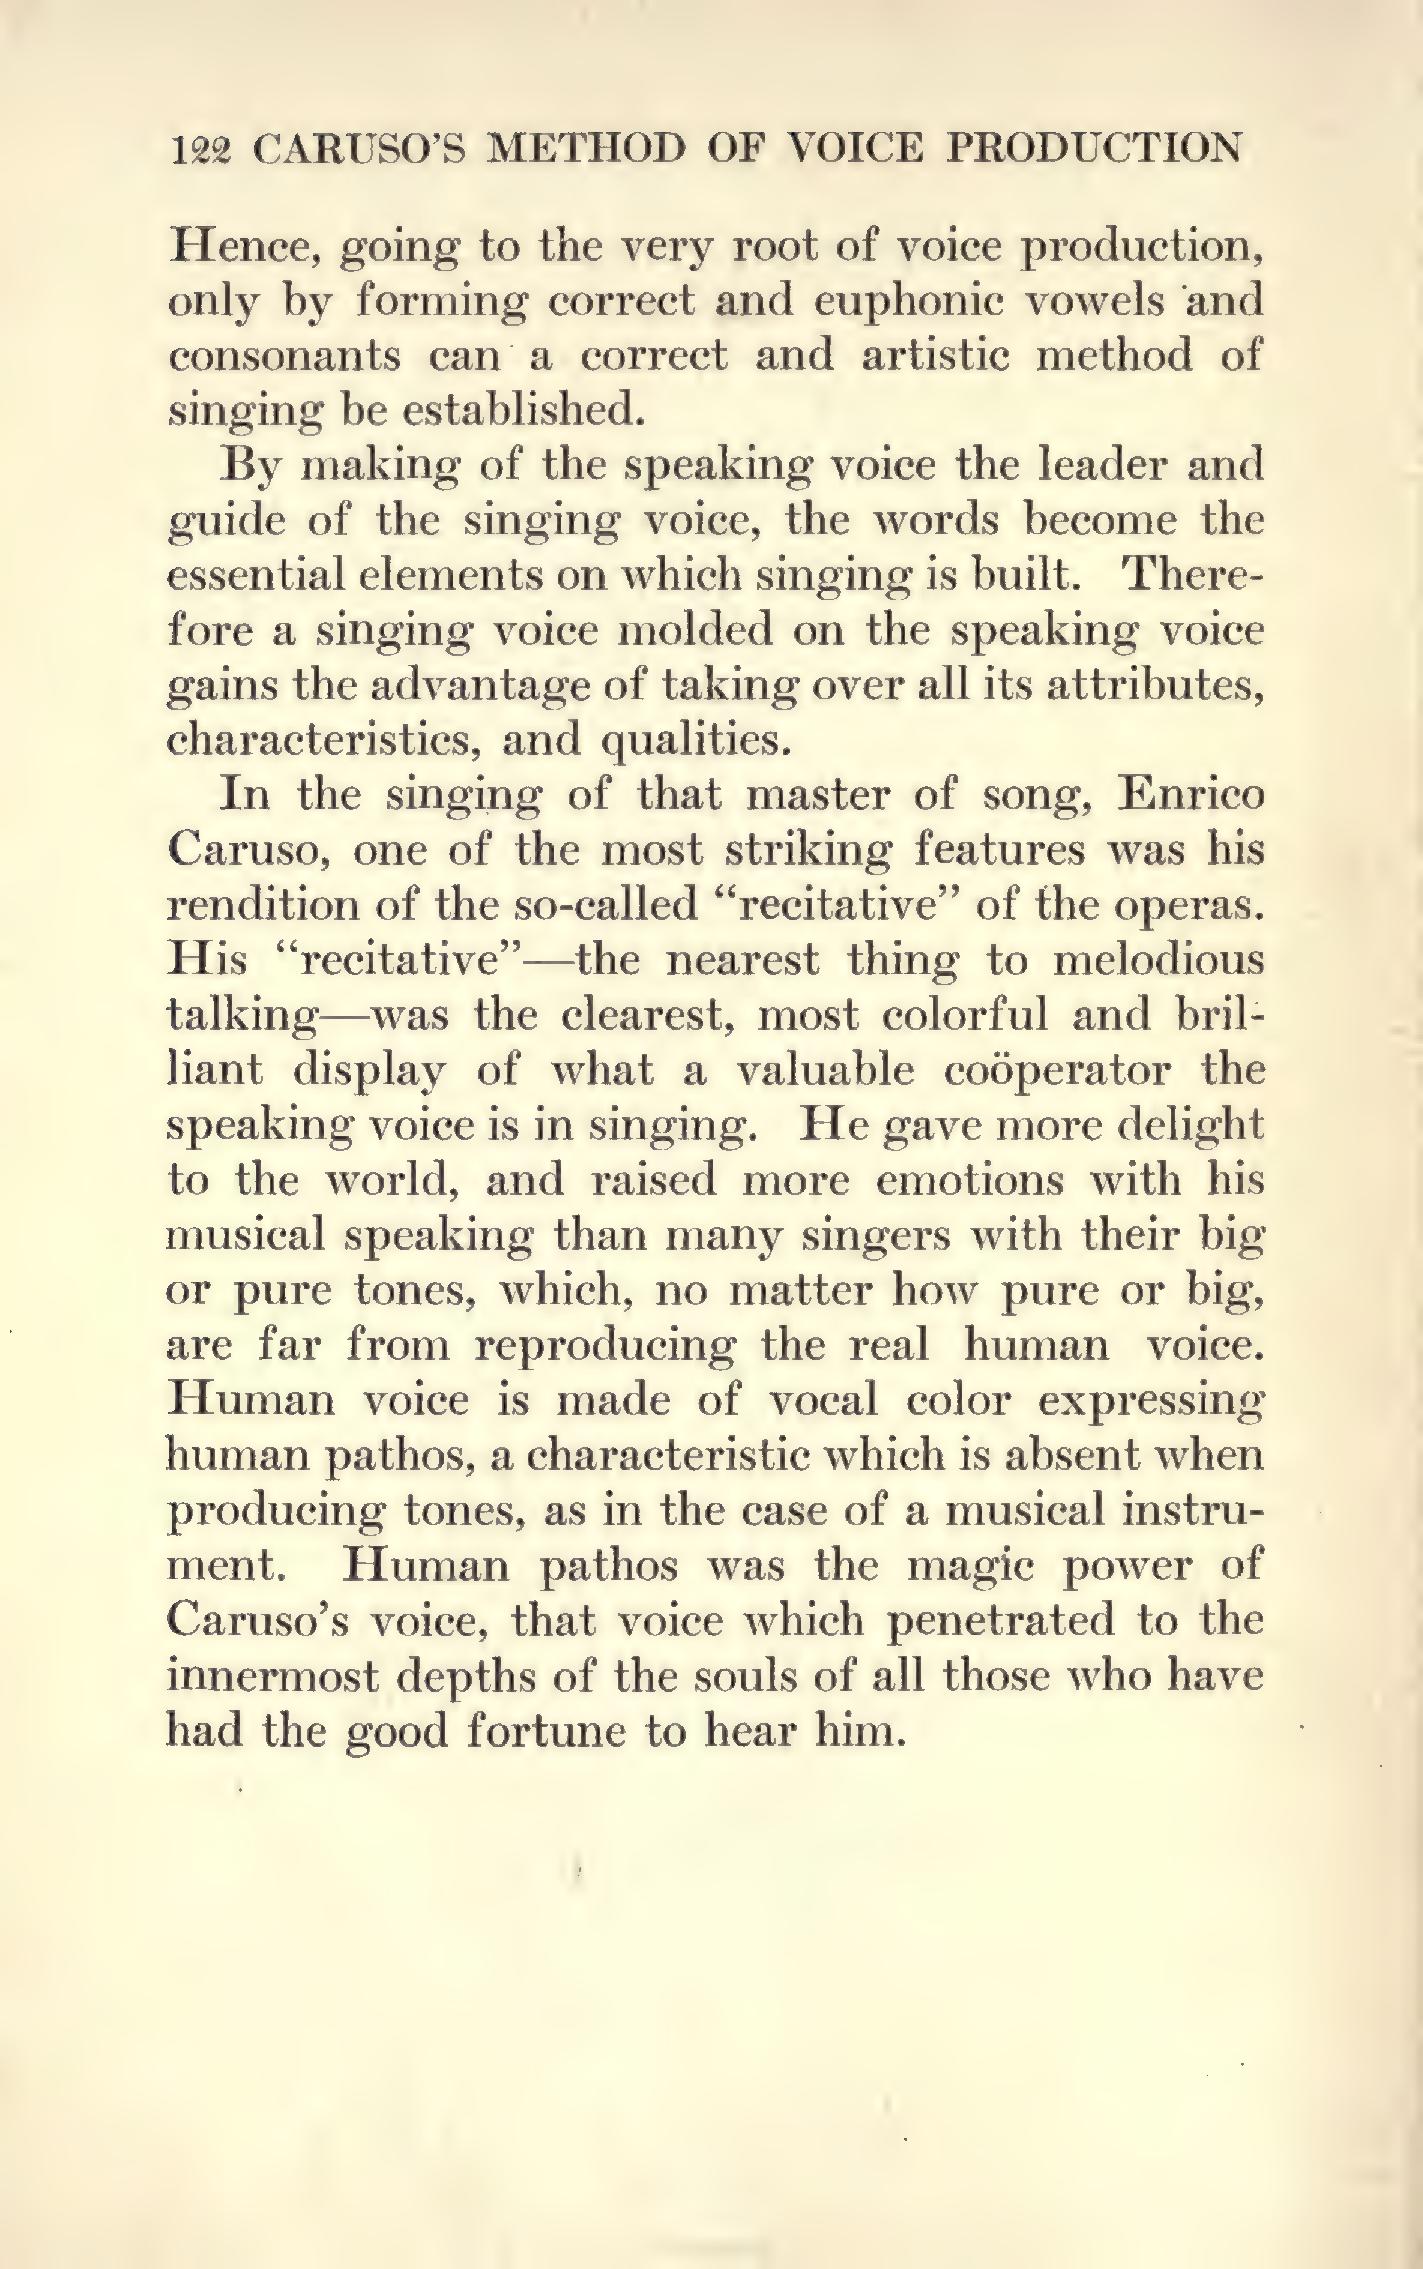 122 CARUSO'S METHOD OF VOICE PRODUCTION
Hence, going to the very root of voice production,
only by forming correct and euphonic vowels and
consonants can a correct and artistic method of
singing be established.
By making of the speaking voice the leader and
guide of the singing voice, the words become the
essential elements on which singing is built. There-
fore a singing voice molded on the speaking voice
gains the advantage of taking over all its attributes,
characteristics, and qualities.
In the singing of that master of song, Enrico
Caruso, one of the most striking features was his
rendition of the so-called “recitative” of the operas.
His “recitative”—the nearest thing to melodious
talking—was the clearest, most colorful and bril-
liant display of what a valuable coöperator the
speaking voice is in singing. He gave more delight
to the world, and raised more emotions with his
musical speaking than many singers with their big
or pure tones, which, no matter how pure or big,
are far from reproducing the real human voice.
Human voice is made of vocal color expressing
human pathos, a characteristic which is absent when
producing tones, as in the case of a musical instru-
ment. Human pathos was the magic power of
Caruso's voice, that voice which penetrated to the
innermost depths of the souls of all those who have
had the good fortune to hear him.